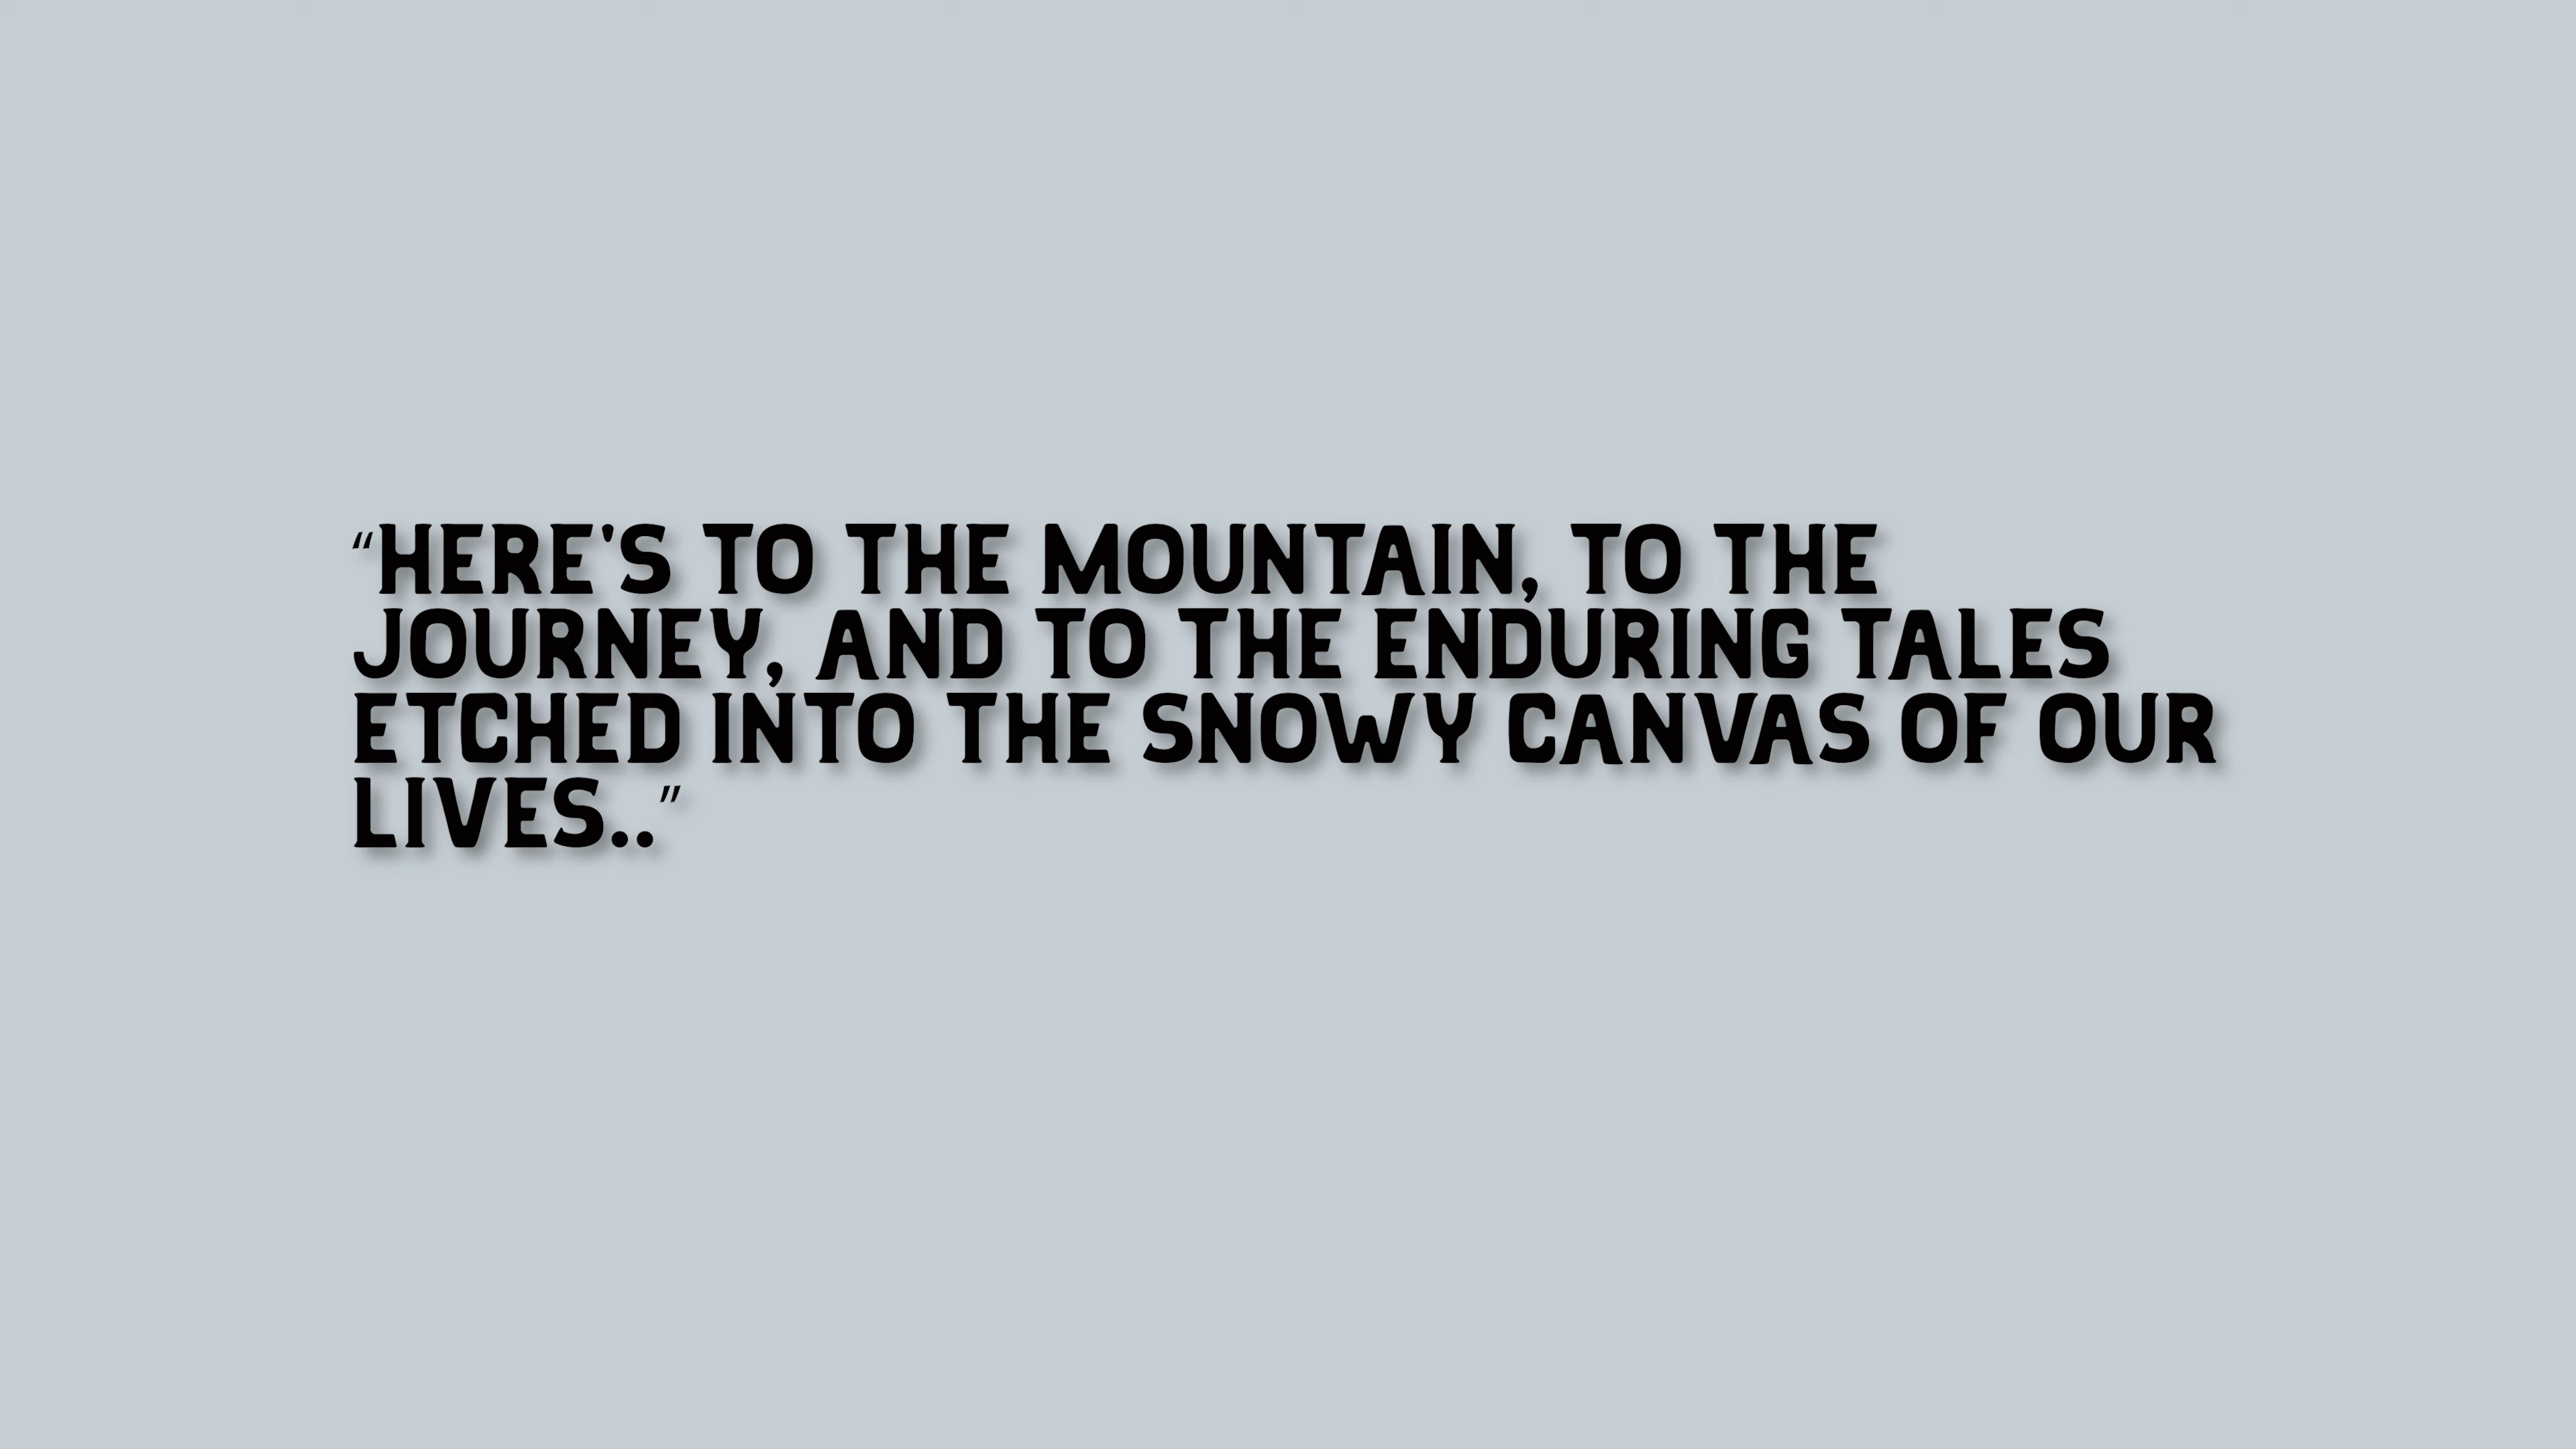 “HERE'S TO THE MOUNTAIN, TO THE
JOURNEY, AND TO THE ENDURING TALES
ETCHED INTO THE SNOWY CANVAS OF OUR
LIVES..”